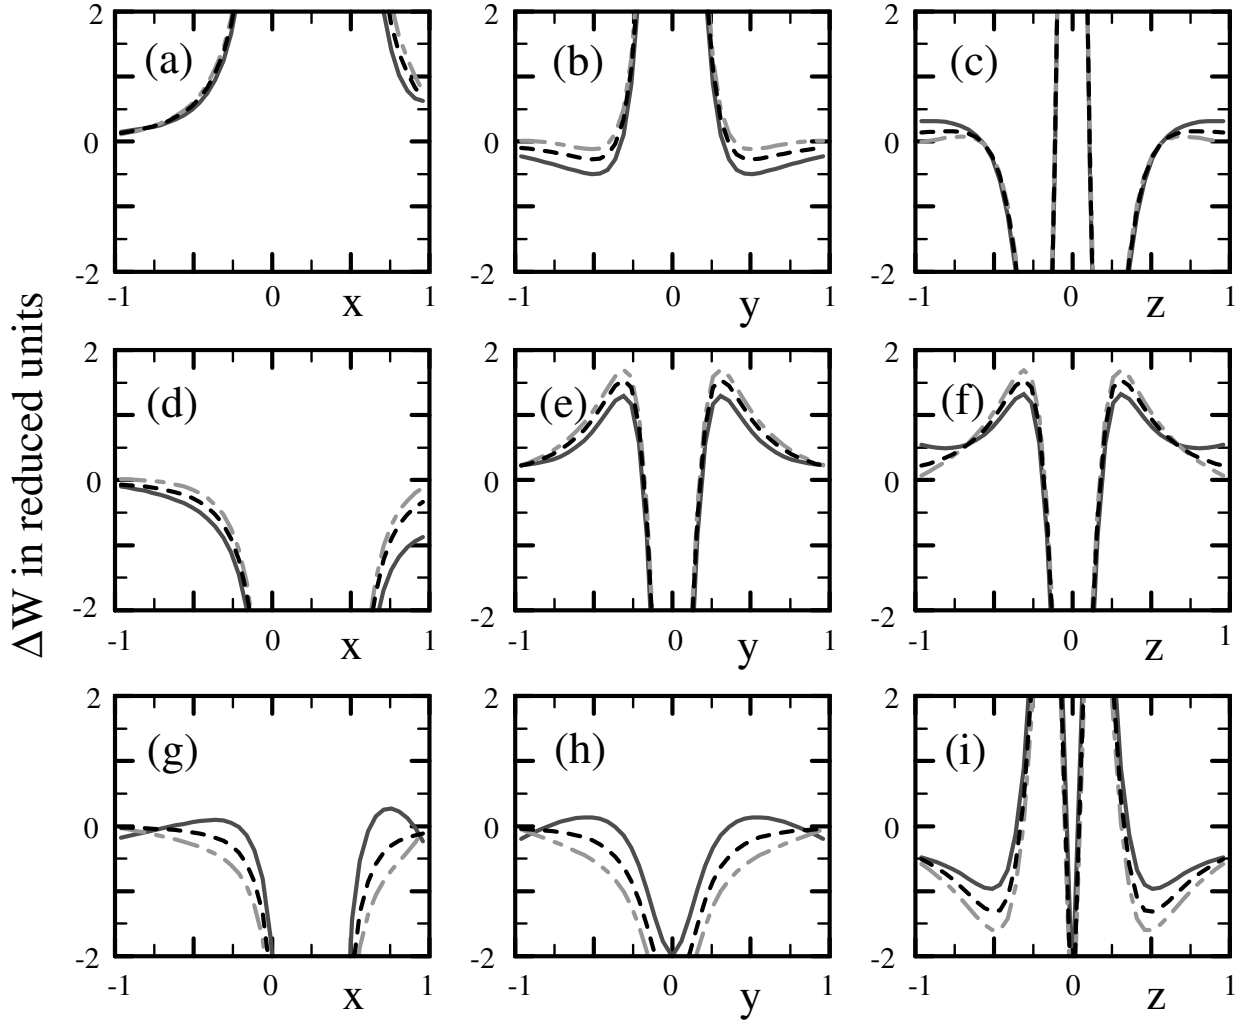 ΔW in reduced units
2 2 2
(a) (b) (c)
0 0 0
-2 -2 -2
-1 0 x 1 -1 0 y 1 -1 0 z 1
2 2 2
(d) (e) (f)
0 0 0
-2 -2 -2
-1 0 x 1 -1 0 y 1 -1 0 z 1
2 2 2
(g) (h) (i)
0 0 0
-2 -2 -2
-1 0 x 1 -1 0 y 1 -1 0 z 1